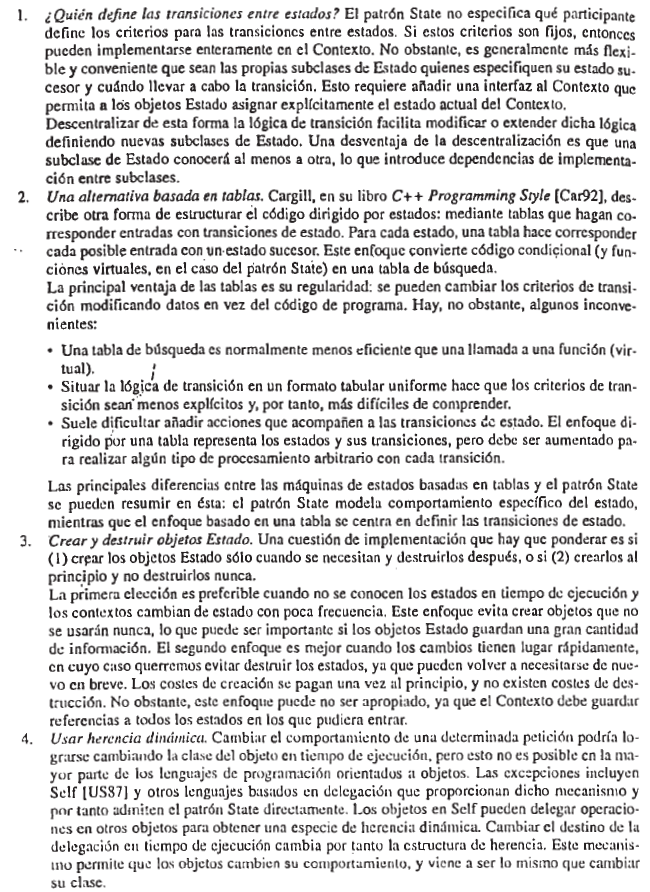 1. ¿Quién define las transiciones entre estados? El patrón State no especifica qué participante
define los criterios para las transiciones entre estados. Si estos criterios son fijos, entonces
pueden implementarse enteramente en el Contexto. No obstante, es generalmente más flexi-
ble y conveniente que sean las propias subclases de Estado quienes especifiquen su estado su-
cesor y cuándo llevar a cabo la transición. Esto requiere añadir una interfaz al Contexto que
permita a los objetos Estado asignar explícitamente el estado actual del Contexto.
Descentralizar de esta forma la lógica de transición facilita modificar o extender dicha lógica
definiendo nuevas subclases de Estado. Una desventaja de la descentralización es que una
subclase de Estado conocerá al menos a otra, lo que introduce dependencias de implementa-
ción entre subclases.
2. Una alternativa basada en tablas. Cargill, en su libro C++ Programming Style [Car92], des-
cribe otra forma de estructurar el código dirigido por estados: mediante tablas que hagan co-
rresponder entradas con transiciones de estado. Para cada estado, una tabla hace corresponder
cada posible entrada con un estado sucesor. Este enfoque convierte código condicional (y fun-
ciones virtuales, en el caso del patrón State) en una tabla de búsqueda.
La principal ventaja de las tablas es su regularidad: se pueden cambiar los criterios de transi-
ción modificando datos en vez del código de programa. Hay, no obstante, algunos inconve-
nientes:
• Una tabla de búsqueda es normalmente menos eficiente que una llamada a una función (vir-
tual).
• Situar la lógica de transición en un formato tabular uniforme hace que los criterios de tran-
sición sean menos explícitos y, por tanto, más difíciles de comprender.
• Suele dificultar añadir acciones que acompañen a las transiciones de estado. El enfoque di-
rigido por una tabla representa los estados y sus transiciones, pero debe ser aumentado pa-
ra realizar algún tipo de procesamiento arbitrario con cada transición.
Las principales diferencias entre las máquinas de estados basadas en tablas y el patrón State
se pueden resumir en ésta: el patrón State modela comportamiento específico del estado,
mientras que el enfoque basado en una tabla se centra en definir las transiciones de estado.
3. Crear y destruir objetos Estado. Una cuestión de implementación que hay que ponderar es si
(1) crear los objetos Estado sólo cuando se necesitan y destruirlos después, o si (2) crearlos al
principio y no destruirlos nunca.
La primera elección es preferible cuando no se conocen los estados en tiempo de ejecución y
los contextos cambian de estado con poca frecuencia. Este enfoque evita crear objetos que no
se usarán nunca, lo que puede ser importante si los objetos Estado guardan una gran cantidad
de información. El segundo enfoque es mejor cuando los cambios tienen lugar rápidamente,
en cuyo caso querremos evitar destruir los estados, ya que pueden volver a necesitarse de nue-
vo en breve. Los costes de creación se pagan una vez al principio, y no existen costes de des-
trucción. No obstante, este enfoque puede no ser apropiado, ya que el Contexto debe guardar
referencias a todos los estados en los que pudiera entrar.
4. Usar herencia dinámica. Cambiar el comportamiento de una determinada petición podría lo-
grarse cambiando la clase del objeto en tiempo de ejecución, pero esto no es posible en la ma-
yor parte de los lenguajes de programación orientados a objetos. Las excepciones incluyen
Self [US87] y otros lenguajes basados en delegación que proporcionan dicho mecanismo y
por tanto admiten el patrón State directamente. Los objetos en Self pueden delegar operacio-
nes en otros objetos para obtener una especie de herencia dinámica. Cambiar el destino de la
delegación en tiempo de ejecución cambia por tanto la estructura de herencia. Este mecanis-
mo permite que los objetos cambien su comportamiento, y viene a ser lo mismo que cambiar
su clase.